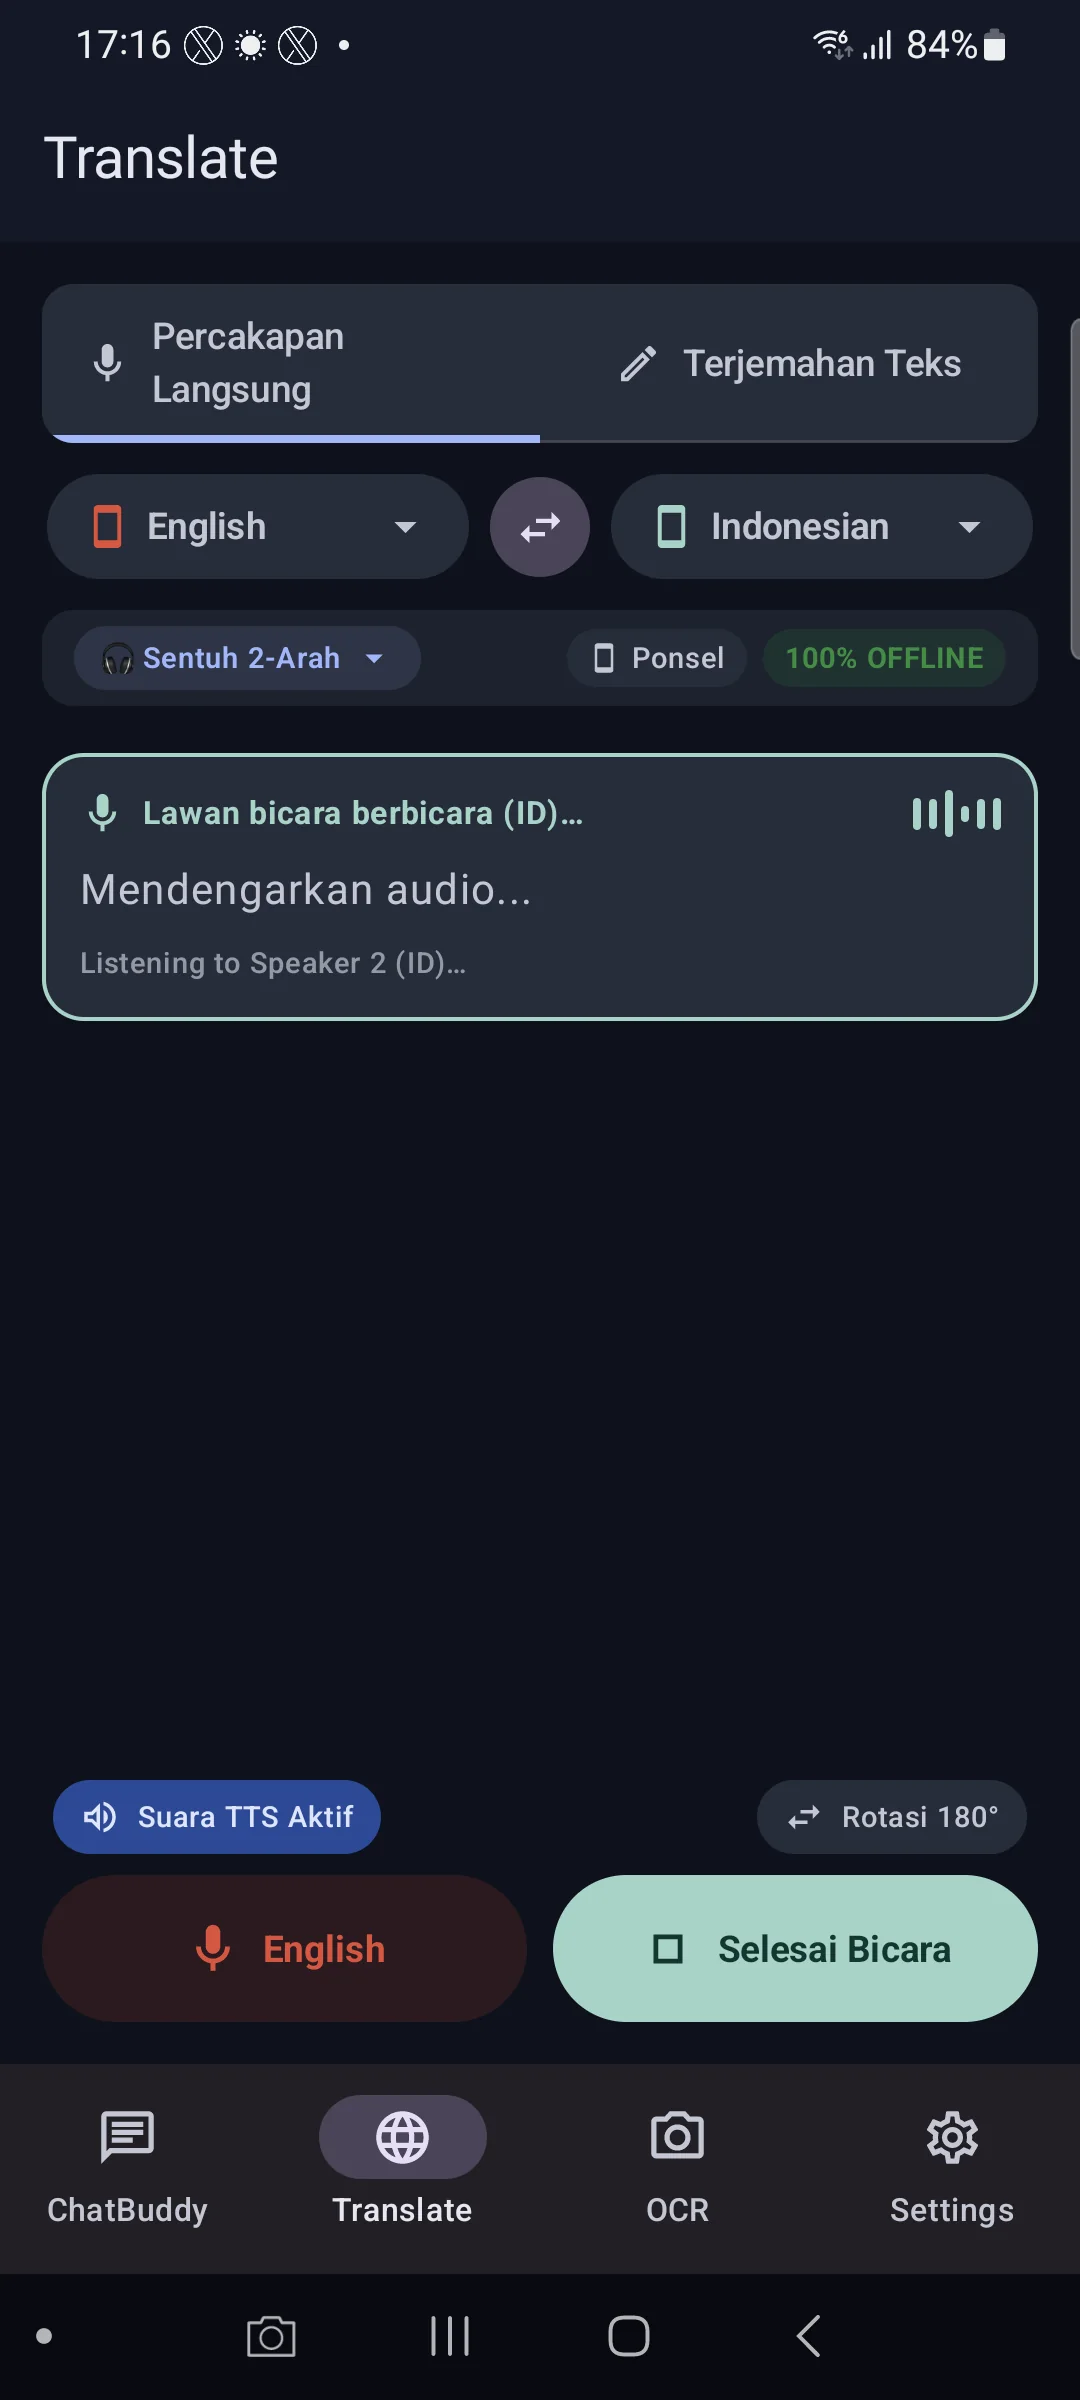 17:16
84%
Translate
Percakapan
Langsung
Terjemahan Teks
English
Indonesian
Sentuh 2-Arah
Ponsel
100% OFFLINE
Lawan bicara berbicara (ID)...
Mendengarkan audio...
Listening to Speaker 2 (ID)...
Suara TTS Aktif
Rotasi 180°
English
Selesai Bicara
ChatBuddy
Translate
OCR
Settings